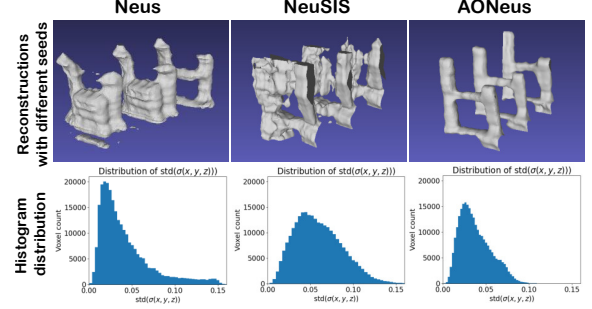 Neus NeuSIS AONeus
Reconstructions
with different seeds
Histogram
distribution
Distribution of std(σ(x, y, z)))
Voxel count
20000
15000
10000
5000
0
0.00 0.05 0.10 0.15
std(σ(x, y, z))
Distribution of std(σ(x, y, z)))
Voxel count
20000
15000
10000
5000
0
0.00 0.05 0.10 0.15
std(σ(x, y, z))
Distribution of std(σ(x, y, z)))
Voxel count
20000
15000
10000
5000
0
0.00 0.05 0.10 0.15
std(σ(x, y, z))